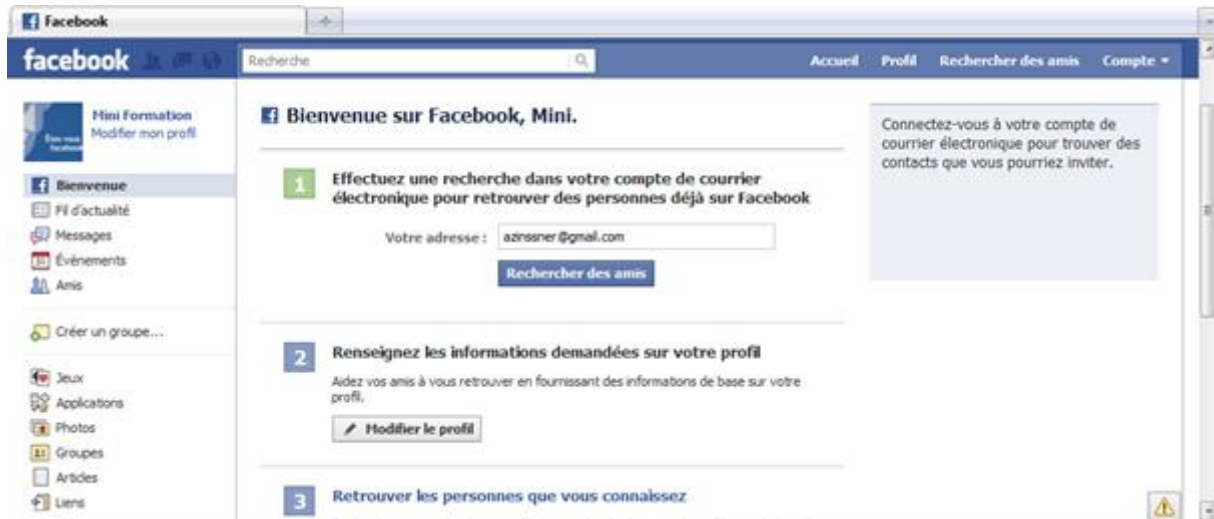 Facebook
facebook
Recherche
Accueil Profil Rechercher des amis Compte
Mini Formation
Modifier mon profil
Bienvenue
Fil d'actualité
Messages
Événements
Amis
Créer un groupe...
Jeux
Applications
Photos
Groupes
Articles
Liens
Bienvenue sur Facebook, Mini.
1
Effectuez une recherche dans votre compte de courrier
électronique pour retrouver des personnes déjà sur Facebook
Votre adresse : azinssner@gmail.com
Rechercher des amis
2
Renseignez les informations demandées sur votre profil
Aidez vos amis à vous retrouver en fournissant des informations de base sur votre
profil.
Modifier le profil
3
Retrouver les personnes que vous connaissez
Connectez-vous à votre compte de
courrier électronique pour trouver des
contacts que vous pourriez inviter.